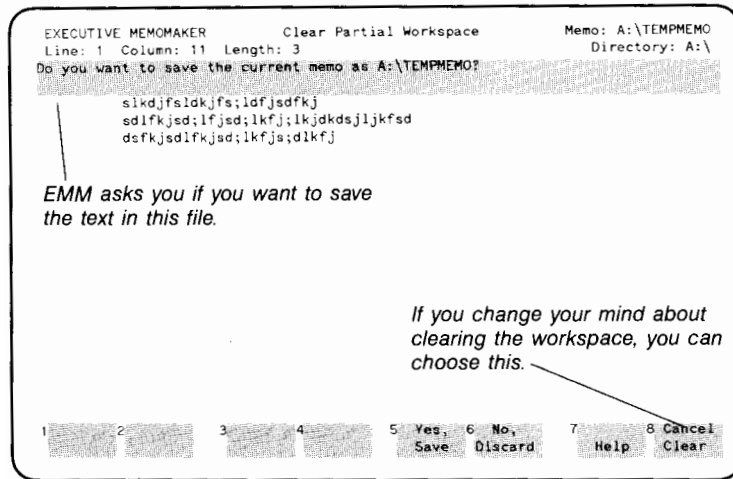 EXECUTIVE MEMOMAKER Clear Partial Workspace Memo: A:\TEMPMEMO
Line: 1 Column: 11 Length: 3 Directory: A:\
Do you want to save the current memo as A:\TEMPMEMO?
slkdjfsldkjfs;ldfjsdfkj
sdlfkjsd;lfjsd;lkfj;lkjdkdsjljkfsd
dsfkjsdlfkjsd;lkfjs;dlkfj
EMM asks you if you want to save
the text in this file.
If you change your mind about
clearing the workspace, you can
choose this.
1 2 3 4 5 Yes, 6 No, 7 8 Cancel
Save Discard Help Clear